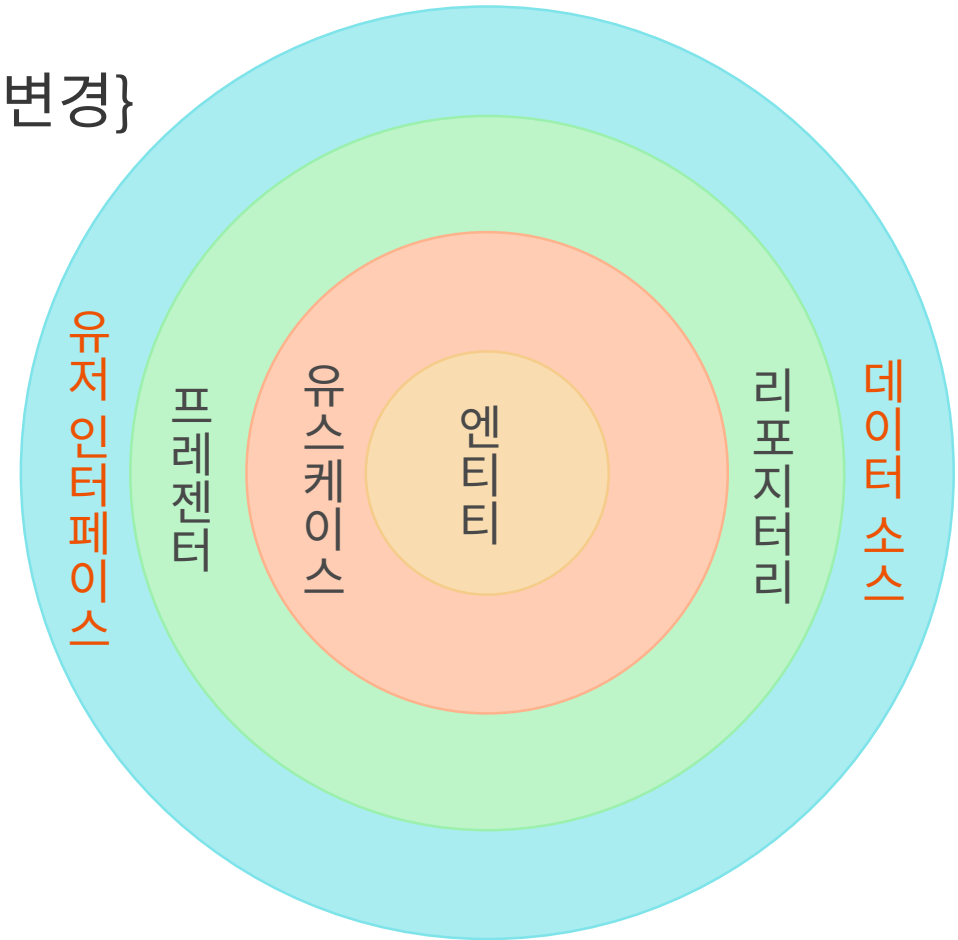 변경}
유저 인터페이스
프레젠터
유스케이스
엔티티
리포지터리
데이터 소스